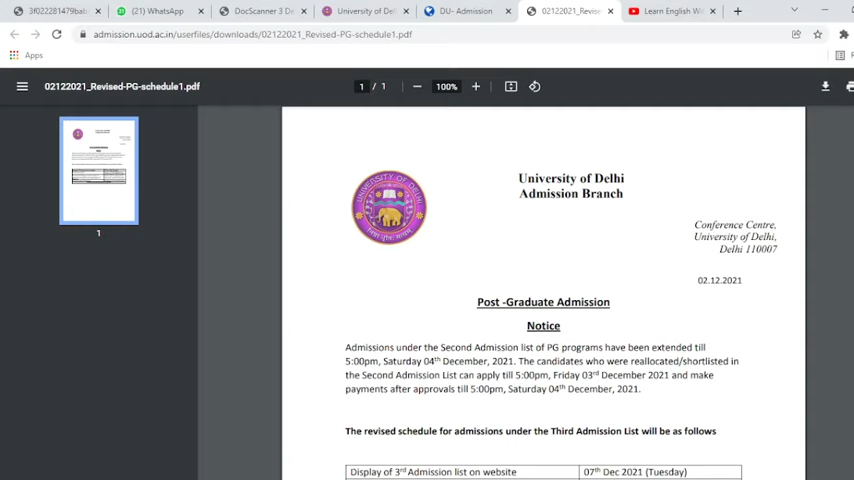 3f022281479bab
(21) WhatsApp
DocScanner 3 De
University of Del
DU- Admission
02122021_Revised
Learn English W
admission.uod.ac.in/userfiles/downloads/02122021_Revised-PG-schedule1.pdf
Apps
02122021_Revised-PG-schedule1.pdf
1 / 1
100%
1
UNIVERSITY OF DELHI
University of Delhi
Admission Branch
Conference Centre,
University of Delhi,
Delhi 110007
02.12.2021
Post -Graduate Admission
Notice
Admissions under the Second Admission list of PG programs have been extended till
5:00pm, Saturday 04th December, 2021. The candidates who were reallocated/shortlisted in
the Second Admission List can apply till 5:00pm, Friday 03rd December 2021 and make
payments after approvals till 5:00pm, Saturday 04th December, 2021.
The revised schedule for admissions under the Third Admission List will be as follows
Display of 3rd Admission list on website 07th Dec 2021 (Tuesday)